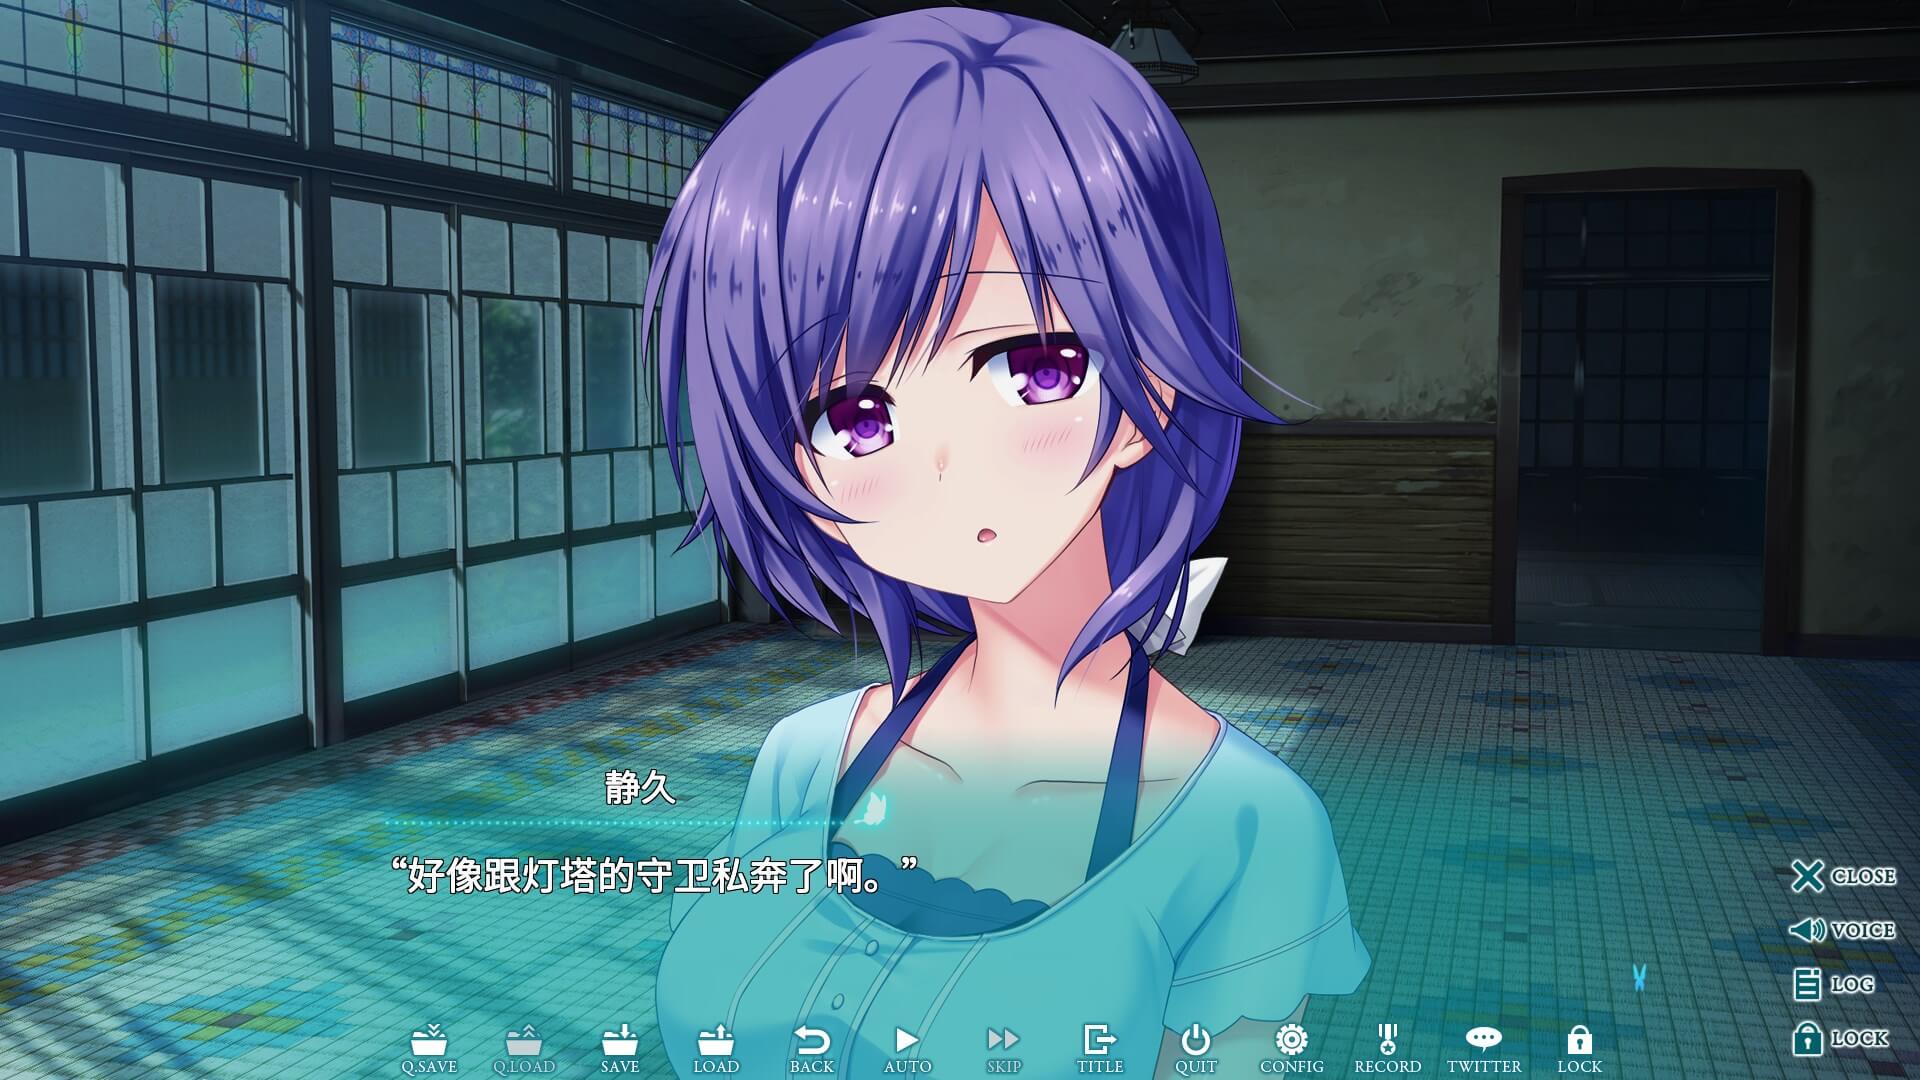 静久
“好像跟灯塔的守卫私奔了啊。”
CLOSE
VOICE
LOG
LOCK
Q.SAVE Q.LOAD SAVE LOAD BACK AUTO SKIP TITLE QUIT CONFIG RECORD TWITTER LOCK